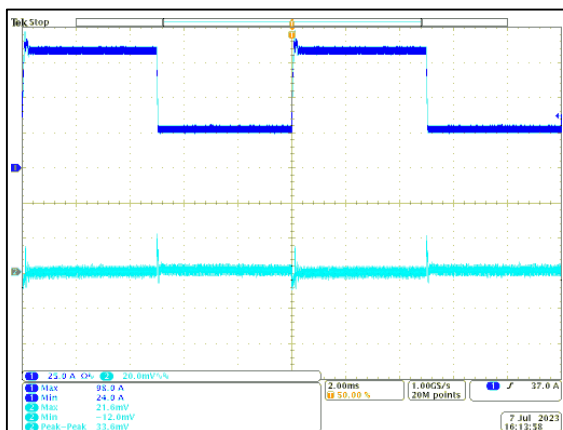 Tek Stop
T
1
2
1 25.0 A Ω 2 20.0mV
1 Max 98.0 A
1 Min 24.0 A
2 Max 21.6mV
2 Min -12.0mV
2 Peak-Peak 33.6mV
2.00ms
T 50.00 %
1.00GS/s
20M points
1 37.0 A
7 Jul 2023
16:13:58